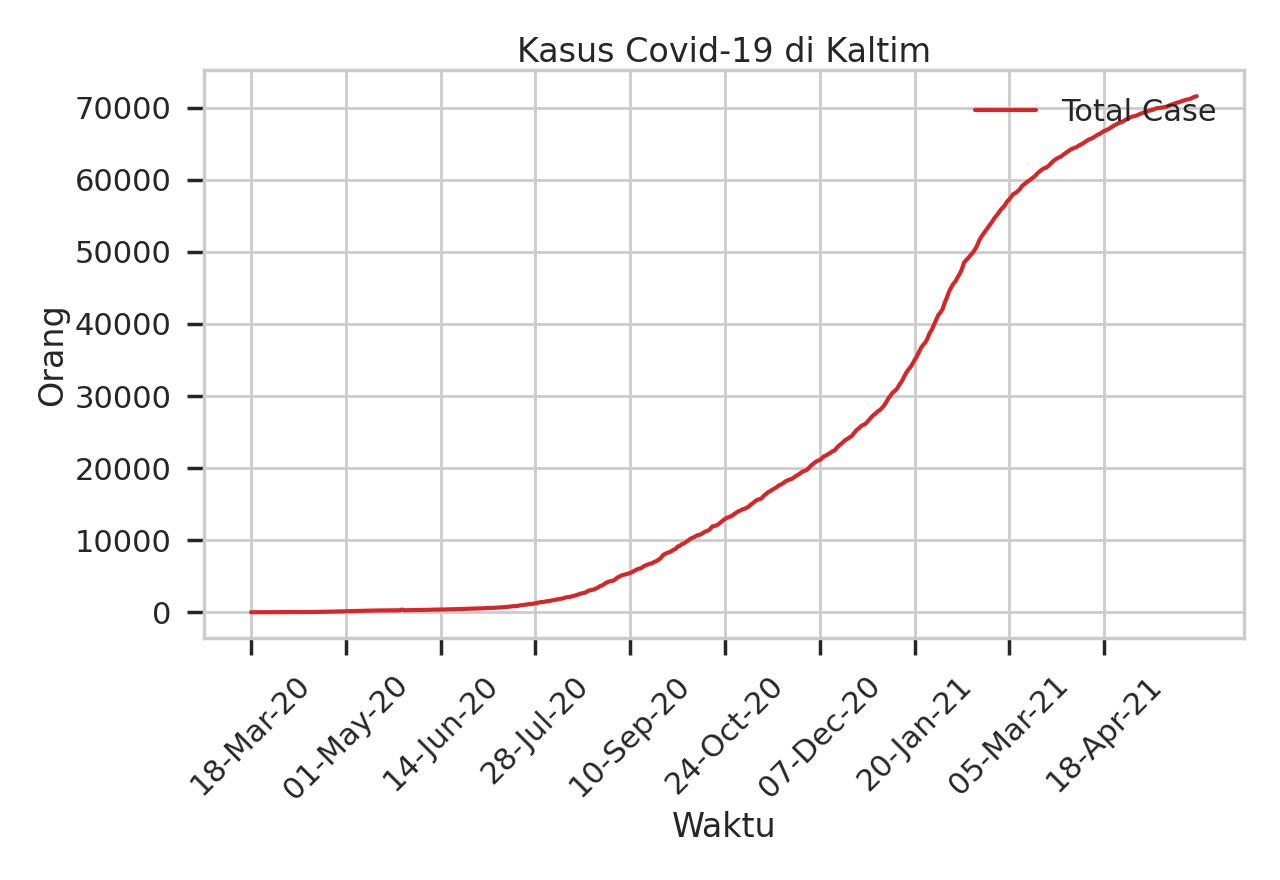 Kasus Covid-19 di Kaltim
Total Case
70000
60000
50000
40000
30000
20000
10000
0
Orang
18-Mar-20
01-May-20
14-Jun-20
28-Jul-20
10-Sep-20
24-Oct-20
07-Dec-20
20-Jan-21
05-Mar-21
18-Apr-21
Waktu